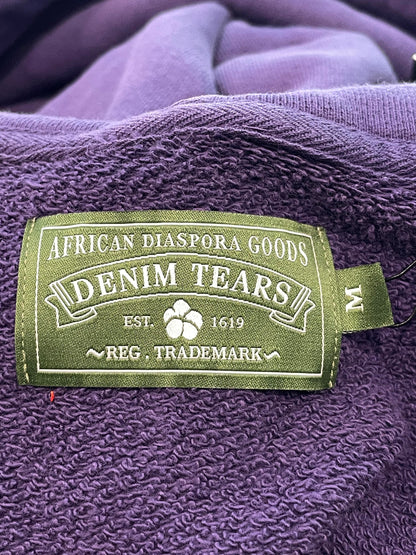 AFRICAN DIASPORA GOODS
DENIM TEARS
EST. 1619
~REG. TRADEMARK~
M